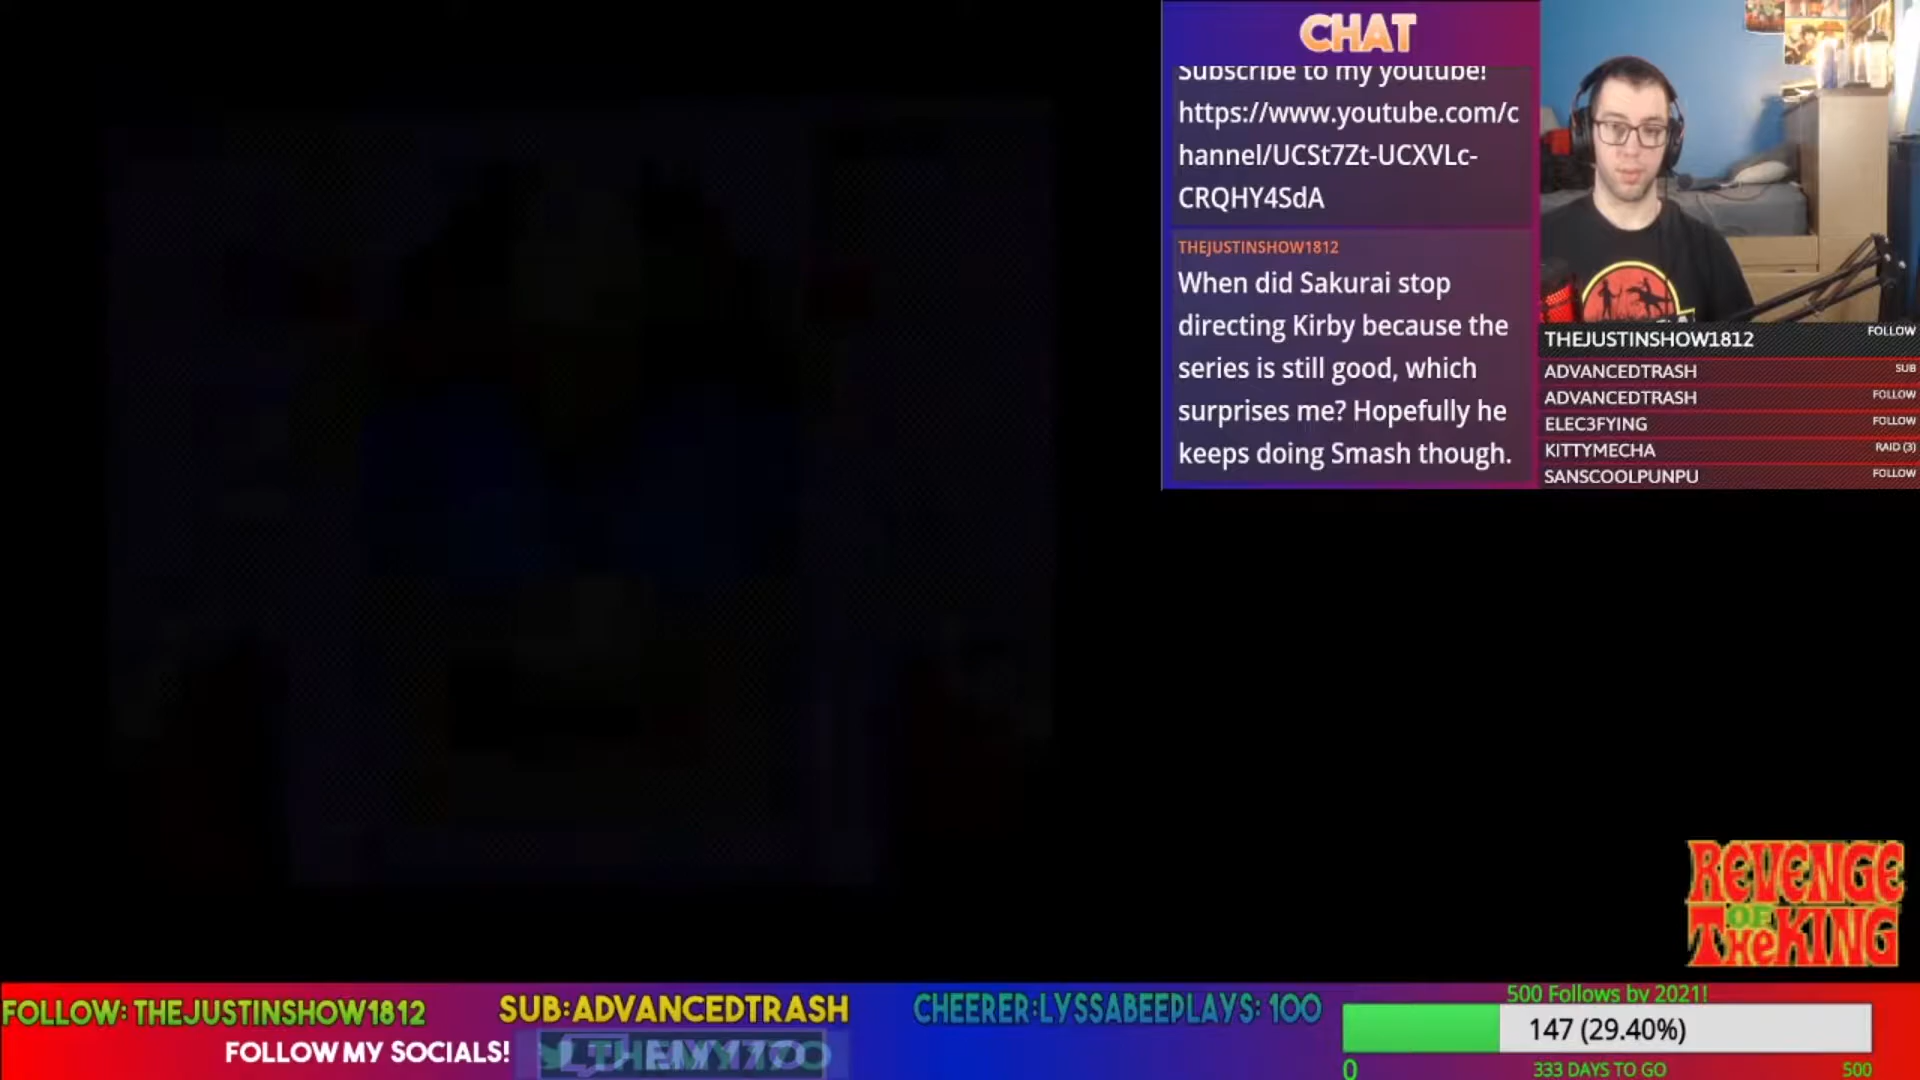 CHAT
Subscribe to my youtube!
https://www.youtube.com/c
hannel/UCSt7Zt-UCXVLc-
CRQHY4SdA
THEJUSTINSHOW1812
When did Sakurai stop
directing Kirby because the
series is still good, which
surprises me? Hopefully he
keeps doing Smash though.
THEJUSTINSHOW1812 FOLLOW
ADVANCEDTRASH SUB
ADVANCEDTRASH FOLLOW
ELEC3FYING FOLLOW
KITTYMECHA RAID (3)
SANSCOOLPUNPU FOLLOW
REVENGE
OF
The KING
FOLLOW: THEJUSTINSHOW1812
SUB:ADVANCEDTRASH
CHEERER:LYSSABEEPLAYS: 100
FOLLOW MY SOCIALS!
500 Follows by 2021!
147 (29.40%)
0 333 DAYS TO GO 500